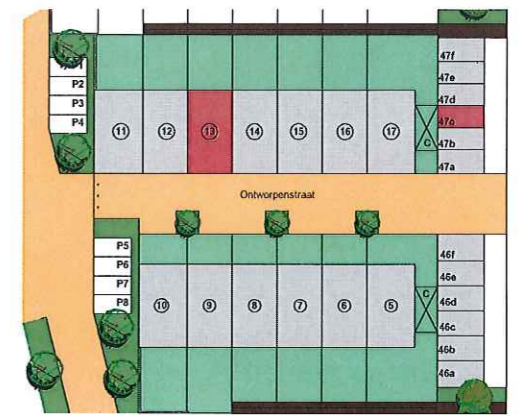 P1
P2
P3
P4
11 12 13 14 15 16 17
C
47f
47e
47d
47c
47b
47a
Ontworpenstraat
P5
P6
P7
P8
10 9 8 7 6 5
C
46f
46e
46d
46c
46b
46a